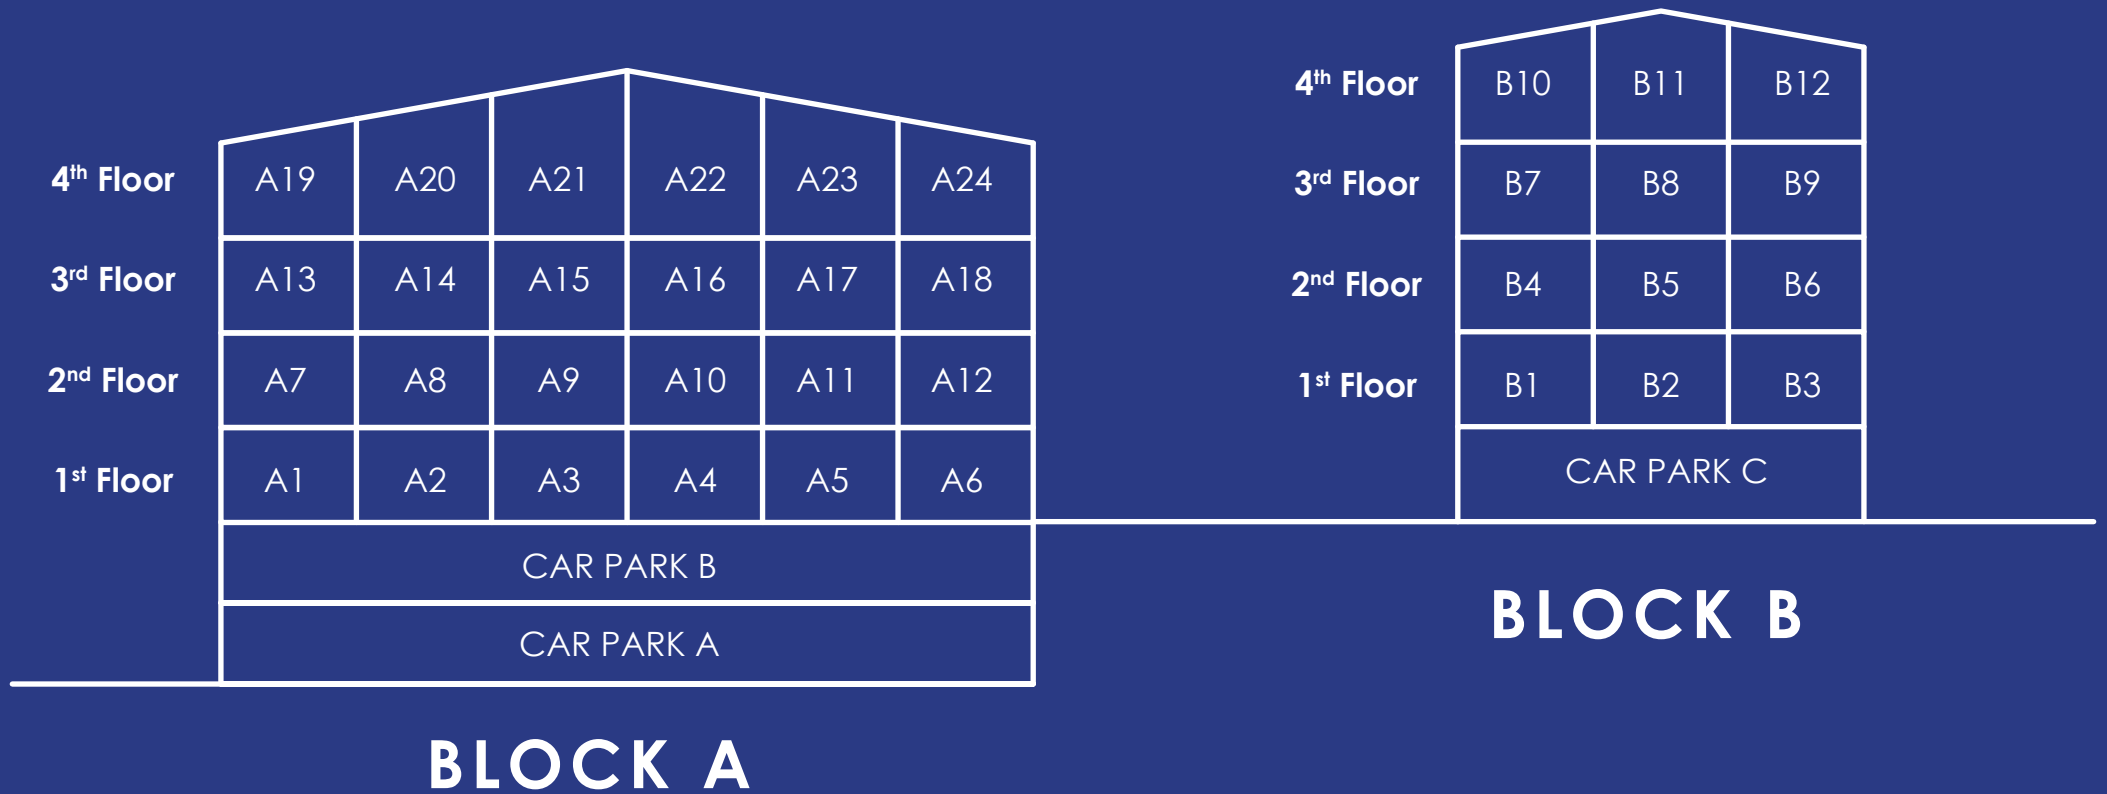 4th Floor A19 A20 A21 A22 A23 A24
3rd Floor A13 A14 A15 A16 A17 A18
2nd Floor A7 A8 A9 A10 A11 A12
1st Floor A1 A2 A3 A4 A5 A6
CAR PARK B
CAR PARK A
BLOCK A
4th Floor B10 B11 B12
3rd Floor B7 B8 B9
2nd Floor B4 B5 B6
1st Floor B1 B2 B3
CAR PARK C
BLOCK B